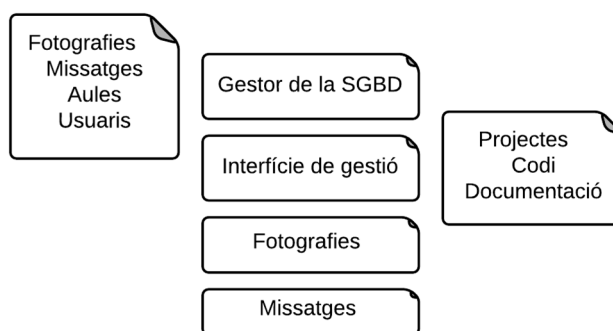 Fotografies
Missatges
Aules
Usuaris
Gestor de la SGBD
Interfície de gestió
Fotografies
Missatges
Projectes
Codi
Documentació